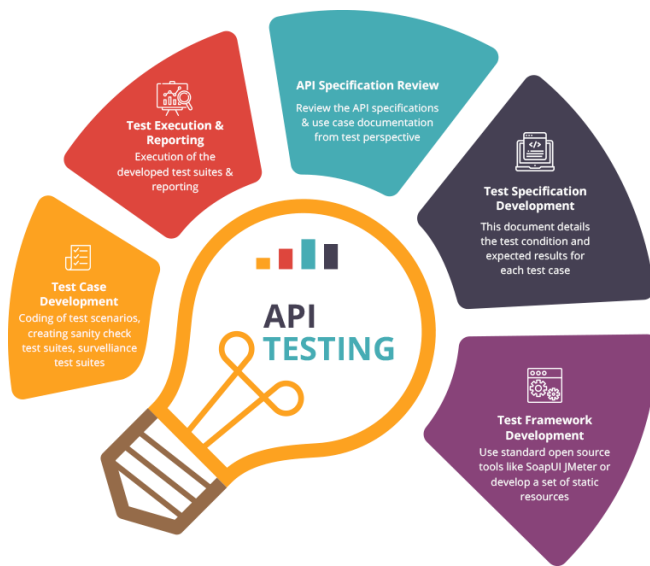 API Specification Review
Review the API specifications
& use case documentation
from test perspective
Test Execution &
Reporting
Execution of the
developed test suites &
reporting
</>
Test Specification
Development
This document details
the test condition and
expected results for
each test case
Test Case
Development
Coding of test scenarios,
creating sanity check
test suites, surveillance
test suites
API
TESTING
Test Framework
Development
Use standard open source
tools like SoapUI JMeter or
develop a set of static
resources